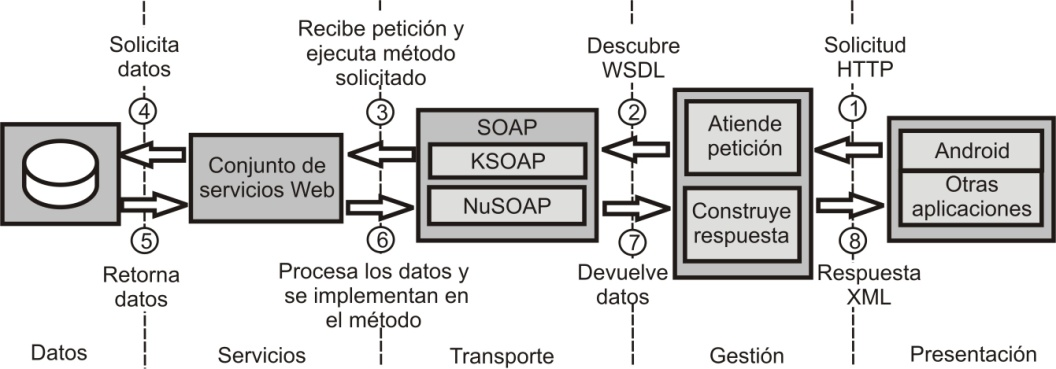 Solicita
datos
4
5
Retorna
datos
Datos
Conjunto de
servicios Web
Servicios
Recibe petición y
ejecuta método
solicitado
3
6
Procesa los datos y
se implementan en
el método
SOAP
KSOAP
NuSOAP
Transporte
Descubre
WSDL
2
7
Devuelve
datos
Atiende
petición
Construye
respuesta
Gestión
Solicitud
HTTP
1
8
Respuesta
XML
Android
Otras
aplicaciones
Presentación